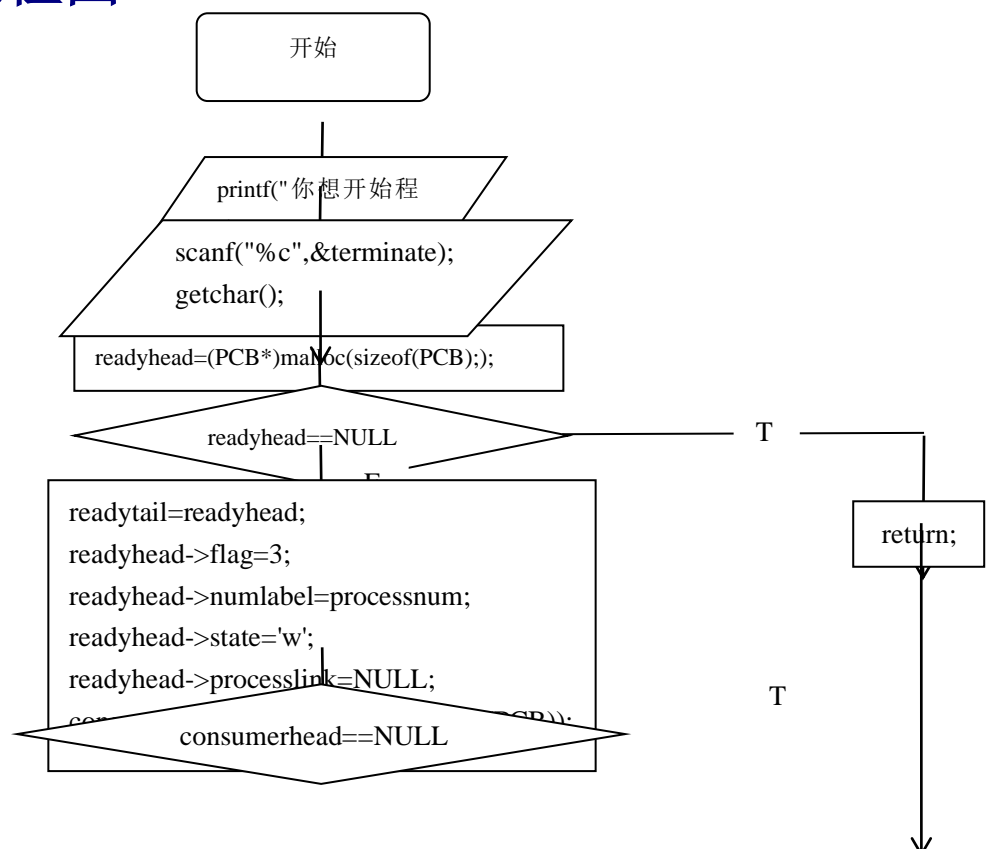 开始
printf("你想开始程
scanf("%c",&terminate);
getchar();
readyhead=(PCB*)malloc(sizeof(PCB););
readyhead==NULL
T
readytail=readyhead;
return;
readyhead->flag=3;
readyhead->numlabel=processnum;
readyhead->state='w';
readyhead->processlink=NULL;
T
consumerhead==NULL